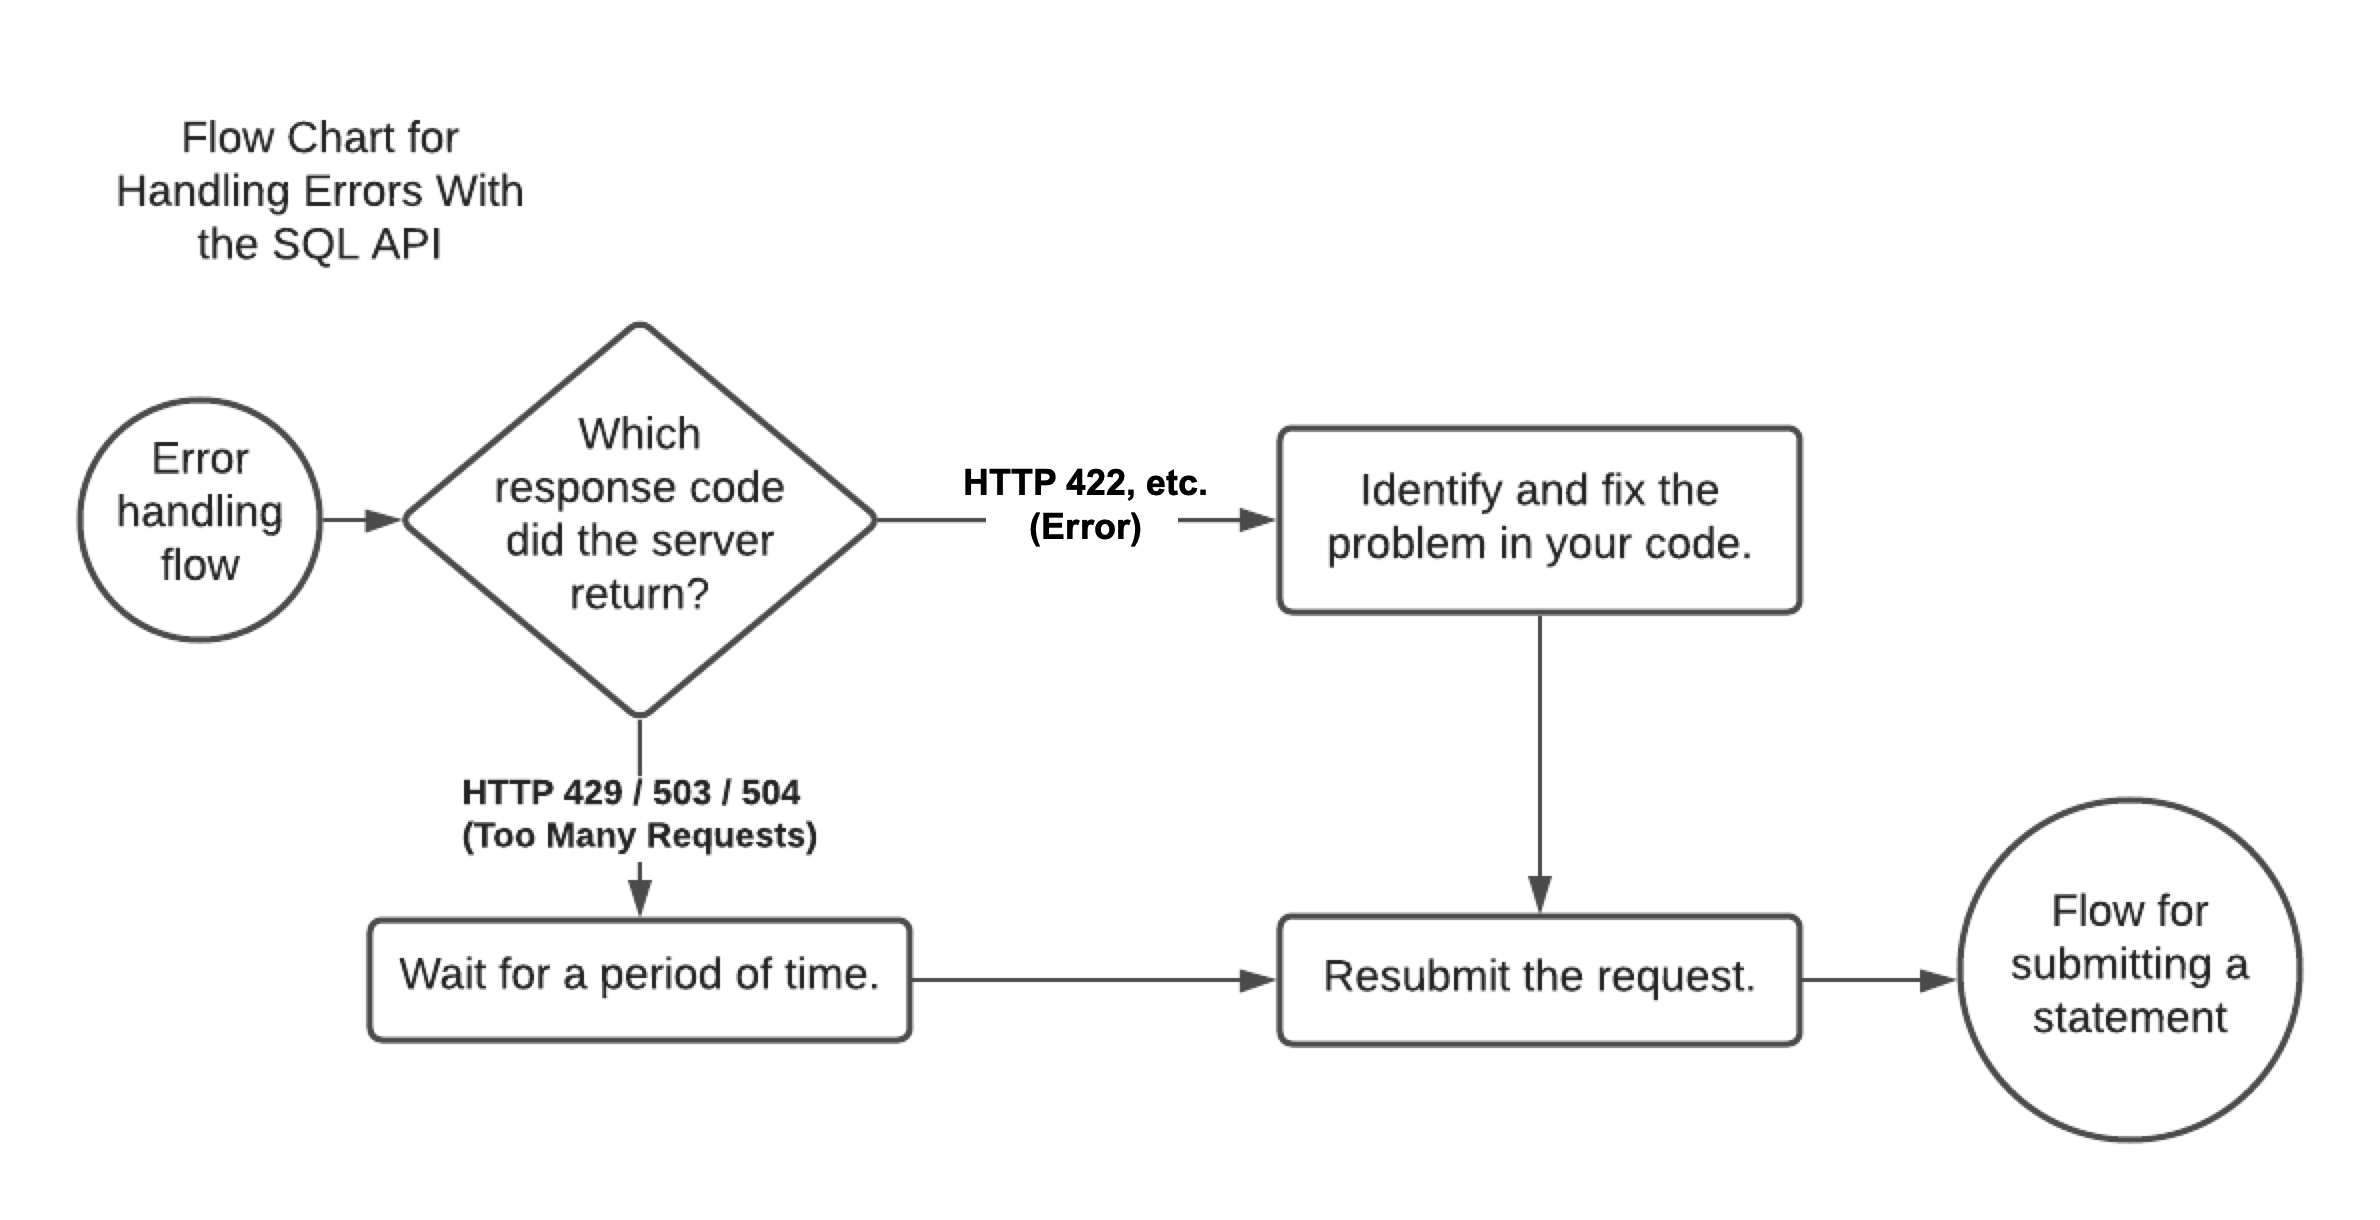 Flow Chart for
Handling Errors With
the SQL API
Error
handling
flow
Which
response code
did the server
return?
HTTP 422, etc.
(Error)
Identify and fix the
problem in your code.
HTTP 429 / 503 / 504
(Too Many Requests)
Wait for a period of time.
Resubmit the request.
Flow for
submitting a
statement